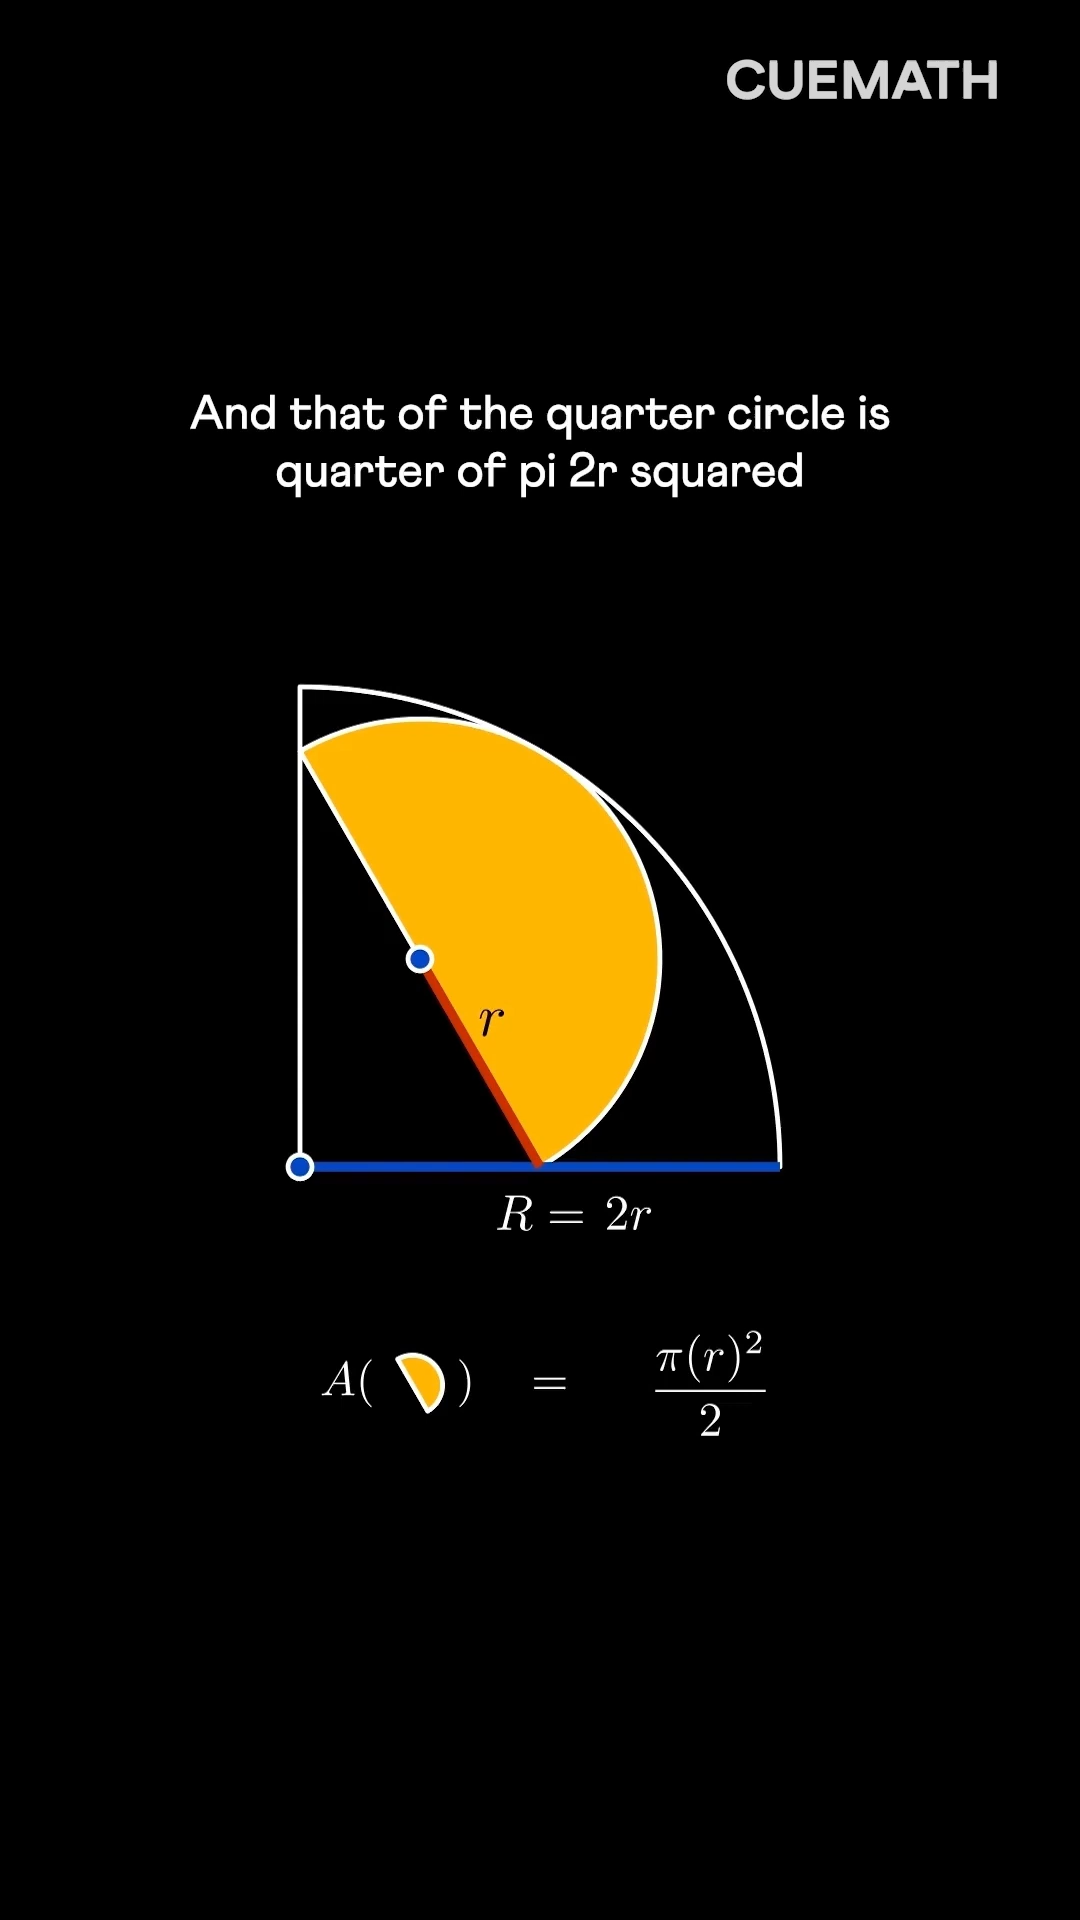 CUEMATH
And that of the quarter circle is
quarter of pi 2r squared
r
R = 2r
A( ) = π(r)²/2